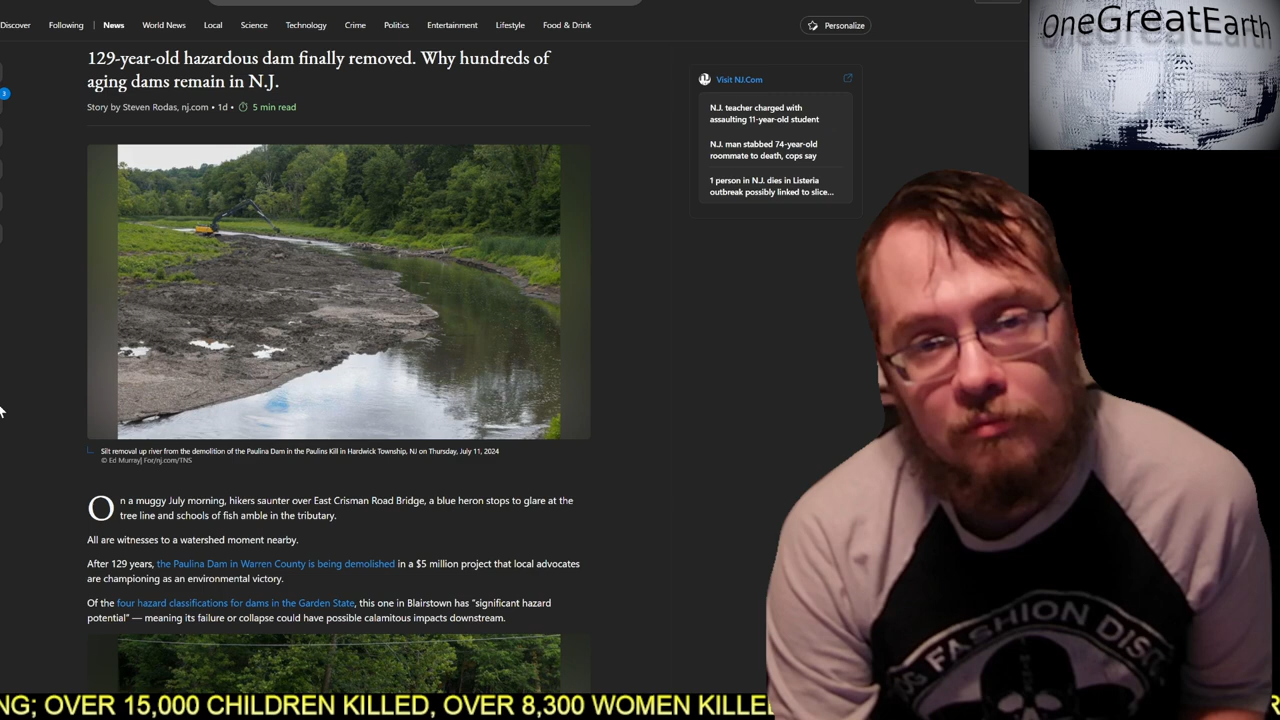 Discover Following News World News Local Science Technology Crime Politics Entertainment Lifestyle Food & Drink Personalize
OneGreatEarth
129-year-old hazardous dam finally removed. Why hundreds of
aging dams remain in N.J.
Story by Steven Rodas, nj.com • 1d • 5 min read
3
Visit NJ.Com
N.J. teacher charged with
assaulting 11-year-old student
N.J. man stabbed 74-year-old
roommate to death, cops say
1 person in N.J. dies in Listeria
outbreak possibly linked to slice...
Silt removal up river from the demolition of the Paulina Dam in the Paulins Kill in Hardwick Township, NJ on Thursday, July 11, 2024
© Ed Murray| For/nj.com/TNS
On a muggy July morning, hikers saunter over East Crisman Road Bridge, a blue heron stops to glare at the
tree line and schools of fish amble in the tributary.
All are witnesses to a watershed moment nearby.
After 129 years, the Paulina Dam in Warren County is being demolished in a $5 million project that local advocates
are championing as an environmental victory.
Of the four hazard classifications for dams in the Garden State, this one in Blairstown has “significant hazard
potential” — meaning its failure or collapse could have possible calamitous impacts downstream.
FASHION
NG; OVER 15,000 CHILDREN KILLED, OVER 8,300 WOMEN KILLED